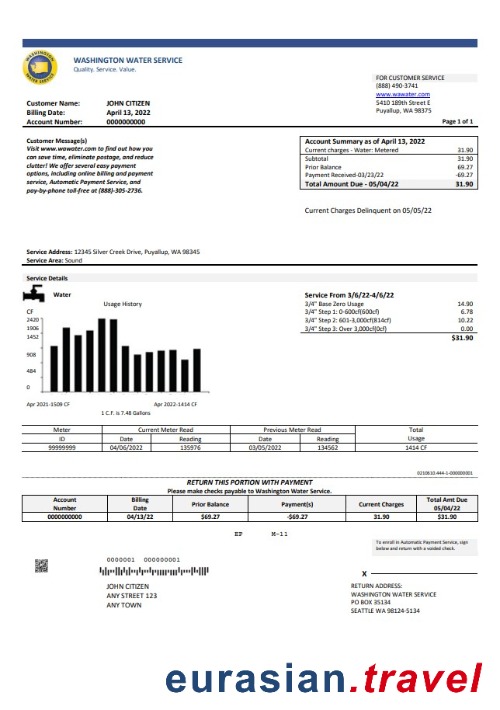 WASHINGTON WATER SERVICE
Quality. Service. Value.
FOR CUSTOMER SERVICE
(888) 490-3741
www.wawater.com
5410 189th Street E
Puyallup, WA 98375
Customer Name: JOHN CITIZEN
Billing Date: April 13, 2022
Account Number: 0000000000
Page 1 of 1
Customer Message(s)
Visit www.wawater.com to find out how you
can save time, eliminate postage, and reduce
clutter! We offer several easy payment
options, including online billing and payment
service, Automatic Payment Service, and
pay-by-phone toll-free at (888)-305-2736.
Account Summary as of April 13, 2022
Current charges - Water: Metered 31.90
Subtotal 31.90
Prior Balance 69.27
Payment Received-03/23/22 -69.27
Total Amount Due - 05/04/22 31.90
Current Charges Delinquent on 05/05/22
Service Address: 12345 Silver Creek Drive, Puyallup, WA 98345
Service Area: Sound
Service Details
Water
Usage History
CF
2420
1906
1452
908
484
0
Apr 2021-1509 CF Apr 2022-1414 CF
1 C.F. is 7.48 Gallons
Service From 3/6/22-4/6/22
3/4" Base Zero Usage 14.90
3/4" Step 1: 0-600cf(600cf) 6.78
3/4" Step 2: 601-3,000cf(814cf) 10.22
3/4" Step 3: Over 3,000cf(0cf) 0.00
$31.90
Meter Current Meter Read Previous Meter Read Total
ID Date Reading Date Reading Usage
99999999 04/06/2022 135976 03/05/2022 134562 1414 CF
0210610.444-1-000000001
RETURN THIS PORTION WITH PAYMENT
Please make checks payable to Washington Water Service.
Account Number Billing Date Prior Balance Payment(s) Current Charges Total Amt Due 05/04/22
0000000000 04/13/22 $69.27 -$69.27 31.90 $31.90
EP M-11
To enroll in Automatic Payment Service, sign
below and return with a voided check.
0000001 000000001
X
JOHN CITIZEN
ANY STREET 123
ANY TOWN
RETURN ADDRESS:
WASHINGTON WATER SERVICE
PO BOX 35134
SEATTLE WA 98124-5134
eurasian.travel